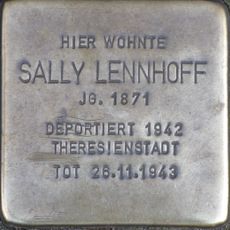 HIER WOHNTE
SALLY LENNHOFF
JG. 1871
DEPORTIERT 1942
THERESIENSTADT
TOT 26.11.1943